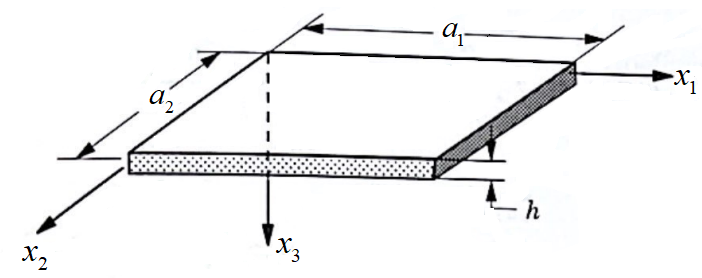 a₁
x₁
a₂
h
x₂
x₃